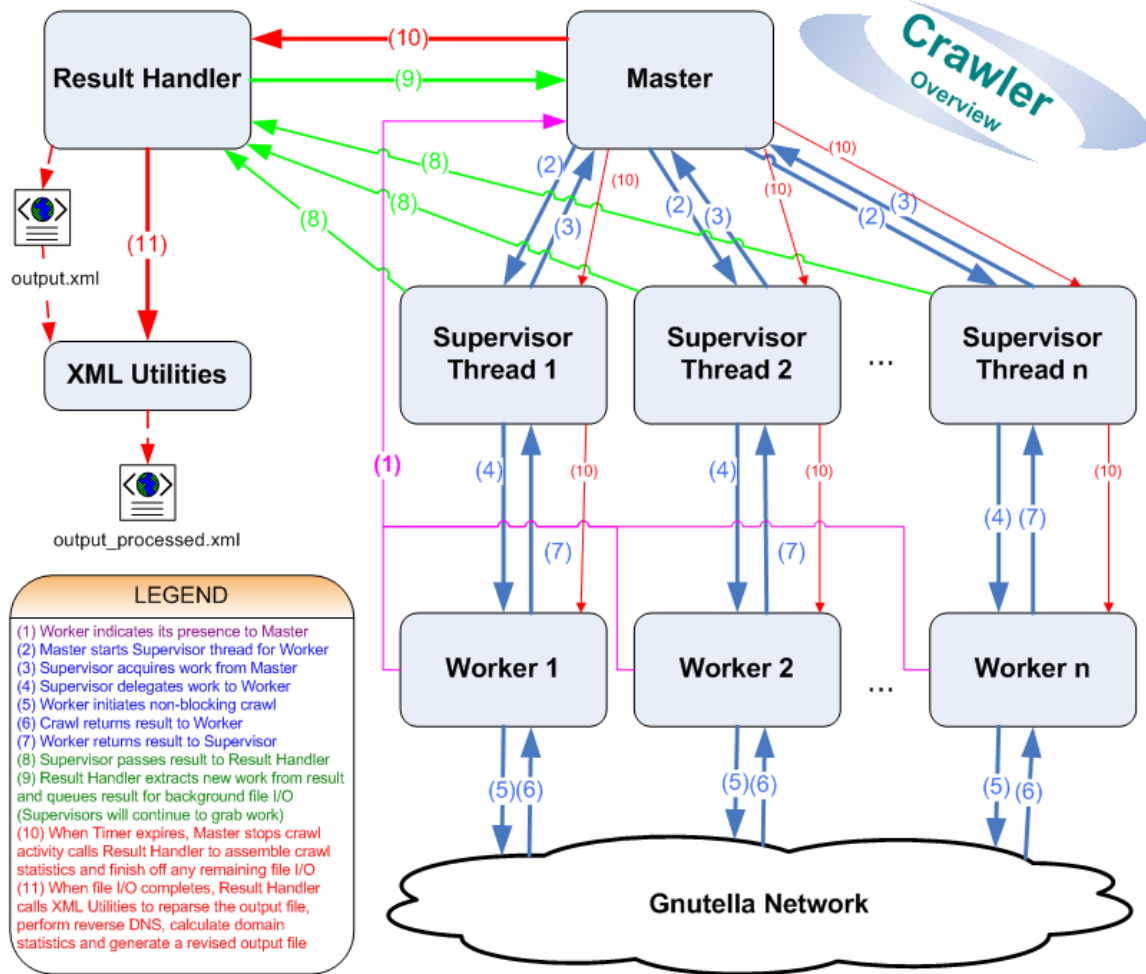 Crawler
Overview
Result Handler
(10)
(9)
Master
(8)
(8)
(8)
(2)
(3)
(10)
(2)
(3)
(10)
(10)
(2)
(3)
output.xml
(11)
XML Utilities
output_processed.xml
Supervisor
Thread 1
Supervisor
Thread 2
...
Supervisor
Thread n
(1)
(4)
(7)
(10)
(4)
(7)
(10)
(4)
(7)
(10)
Worker 1
Worker 2
...
Worker n
(5)
(6)
(5)
(6)
(5)
(6)
Gnutella Network
LEGEND
(1) Worker indicates its presence to Master
(2) Master starts Supervisor thread for Worker
(3) Supervisor acquires work from Master
(4) Supervisor delegates work to Worker
(5) Worker initiates non-blocking crawl
(6) Crawl returns result to Worker
(7) Worker returns result to Supervisor
(8) Supervisor passes result to Result Handler
(9) Result Handler extracts new work from result
and queues result for background file I/O
(Supervisors will continue to grab work)
(10) When Timer expires, Master stops crawl
activity calls Result Handler to assemble crawl
statistics and finish off any remaining file I/O
(11) When file I/O completes, Result Handler
calls XML Utilities to reparse the output file,
perform reverse DNS, calculate domain
statistics and generate a revised output file